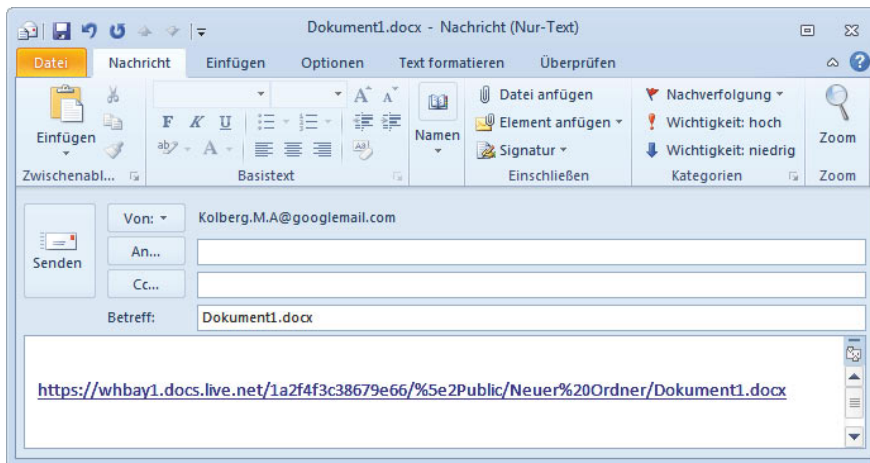 Dokument1.docx - Nachricht (Nur-Text)
Datei Nachricht Einfügen Optionen Text formatieren Überprüfen
Einfügen
Zwischenabl...
F K U
ab A Aa
A A
Basistext
Namen
Datei anfügen
Element anfügen
Signatur
Einschließen
Nachverfolgung
Wichtigkeit: hoch
Wichtigkeit: niedrig
Kategorien
Zoom
Zoom
Senden
Von: Kolberg.M.A@googlemail.com
An...
Cc...
Betreff: Dokument1.docx
https://whbay1.docs.live.net/1a2f4f3c38679e66/%5e2Public/Neuer%20Ordner/Dokument1.docx